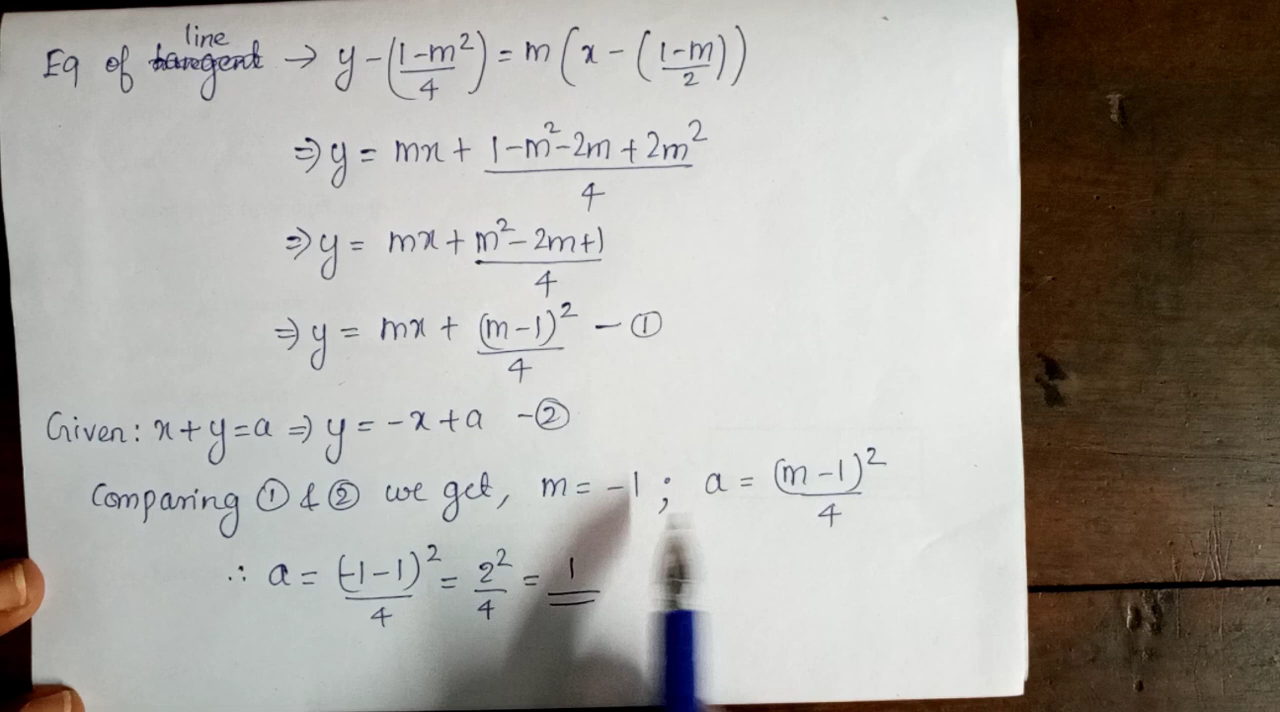 Eq of line tangent → y - (1-m²/4) = m(x - (1-m/2))
⇒ y = mx + 1-m²-2m+2m²/4
⇒ y = mx + m²-2m+1/4
⇒ y = mx + (m-1)²/4 - ①
Given: x+y=a ⇒ y = -x+a -②
Comparing ① & ② we get, m = -1 ; a = (m-1)²/4
∴ a = (-1-1)²/4 = 2²/4 = 1